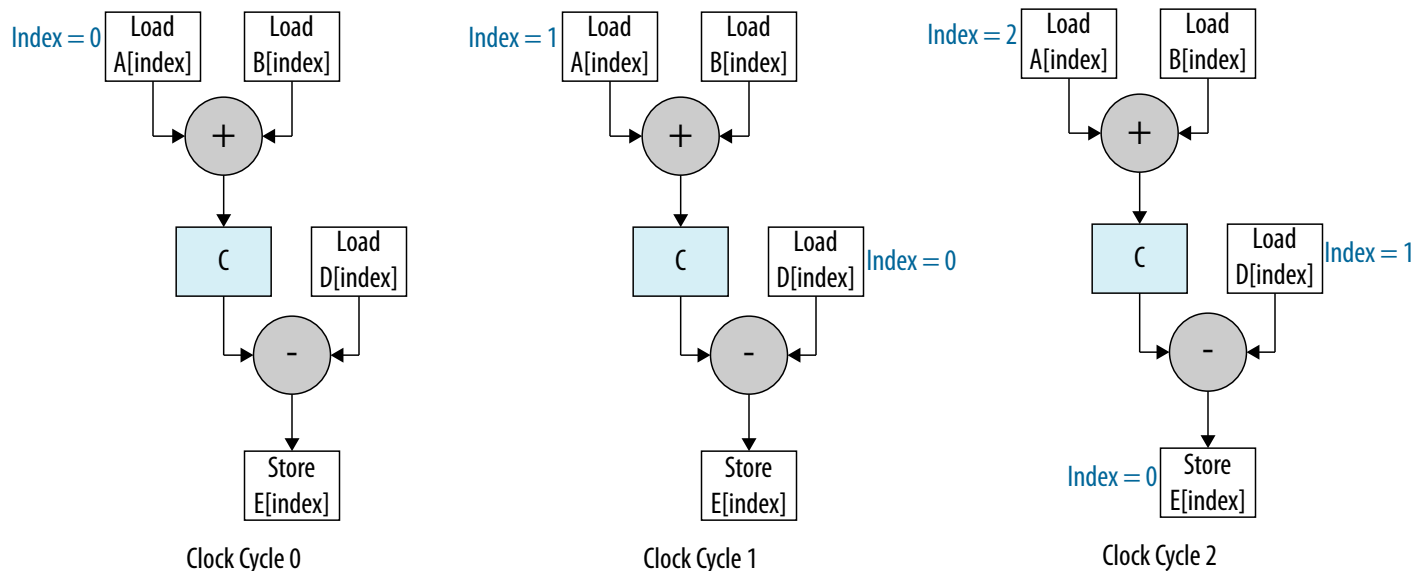 Index = 0
Load
A[index]
Load
B[index]
+
C
Load
D[index]
-
Store
E[index]
Clock Cycle 0
Index = 1
Load
A[index]
Load
B[index]
+
C
Load
D[index]
Index = 0
-
Store
E[index]
Clock Cycle 1
Index = 2
Load
A[index]
Load
B[index]
+
C
Load
D[index]
Index = 1
-
Index = 0
Store
E[index]
Clock Cycle 2